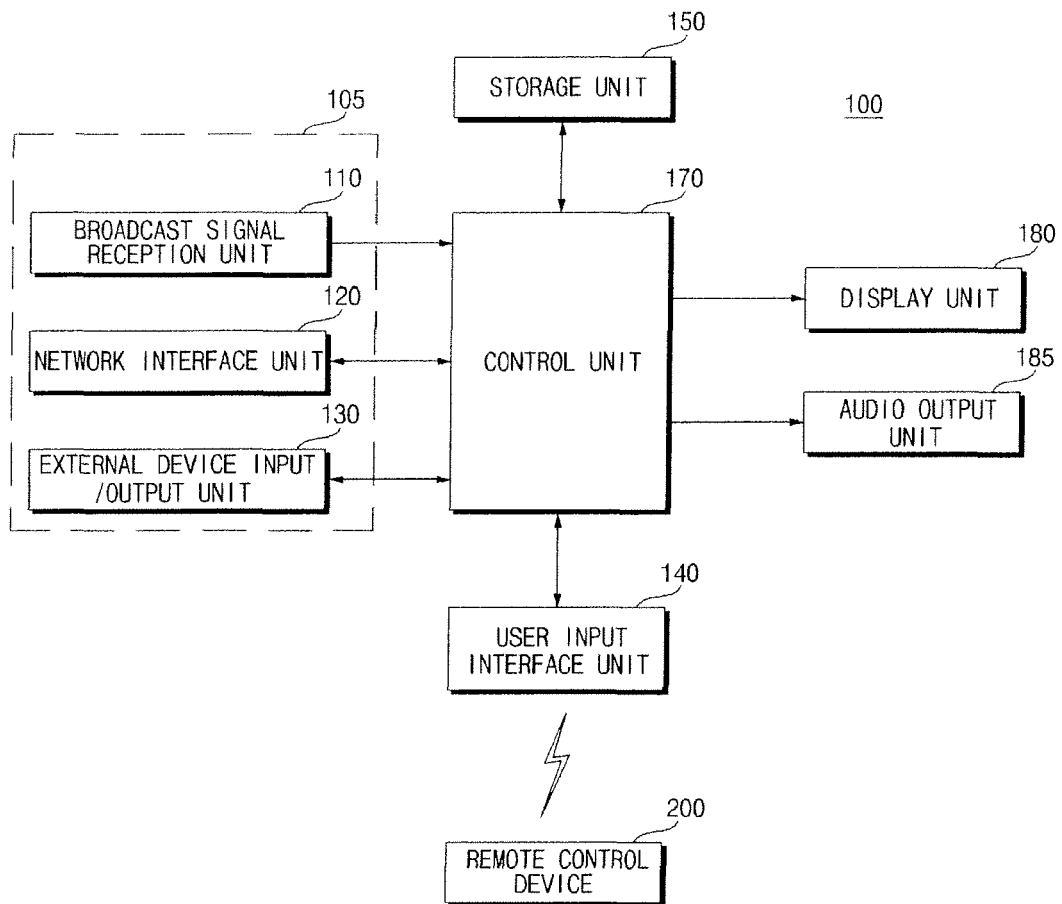 150
STORAGE UNIT
100
105
110
BROADCAST SIGNAL
RECEPTION UNIT
120
NETWORK INTERFACE UNIT
130
EXTERNAL DEVICE INPUT
/OUTPUT UNIT
170
CONTROL UNIT
180
DISPLAY UNIT
185
AUDIO OUTPUT
UNIT
140
USER INPUT
INTERFACE UNIT
200
REMOTE CONTROL
DEVICE